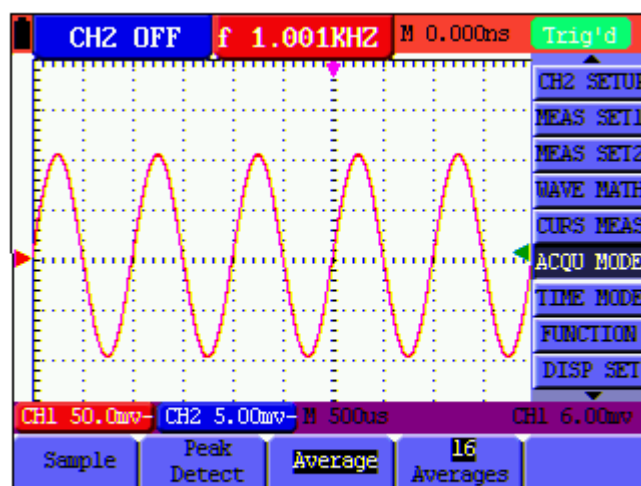 CH2 OFF f 1.001KHZ M 0.000ns Trig'd
CH2 SETUP
MEAS SET1
MEAS SET2
WAVE MATH
CURS MEAS
ACQU MODE
TIME MODE
FUNCTION
DISP SET
CH1 50.0mv- CH2 5.00mv- M 500us CH1 6.00mv
Sample
Peak Detect
Average
16 Averages